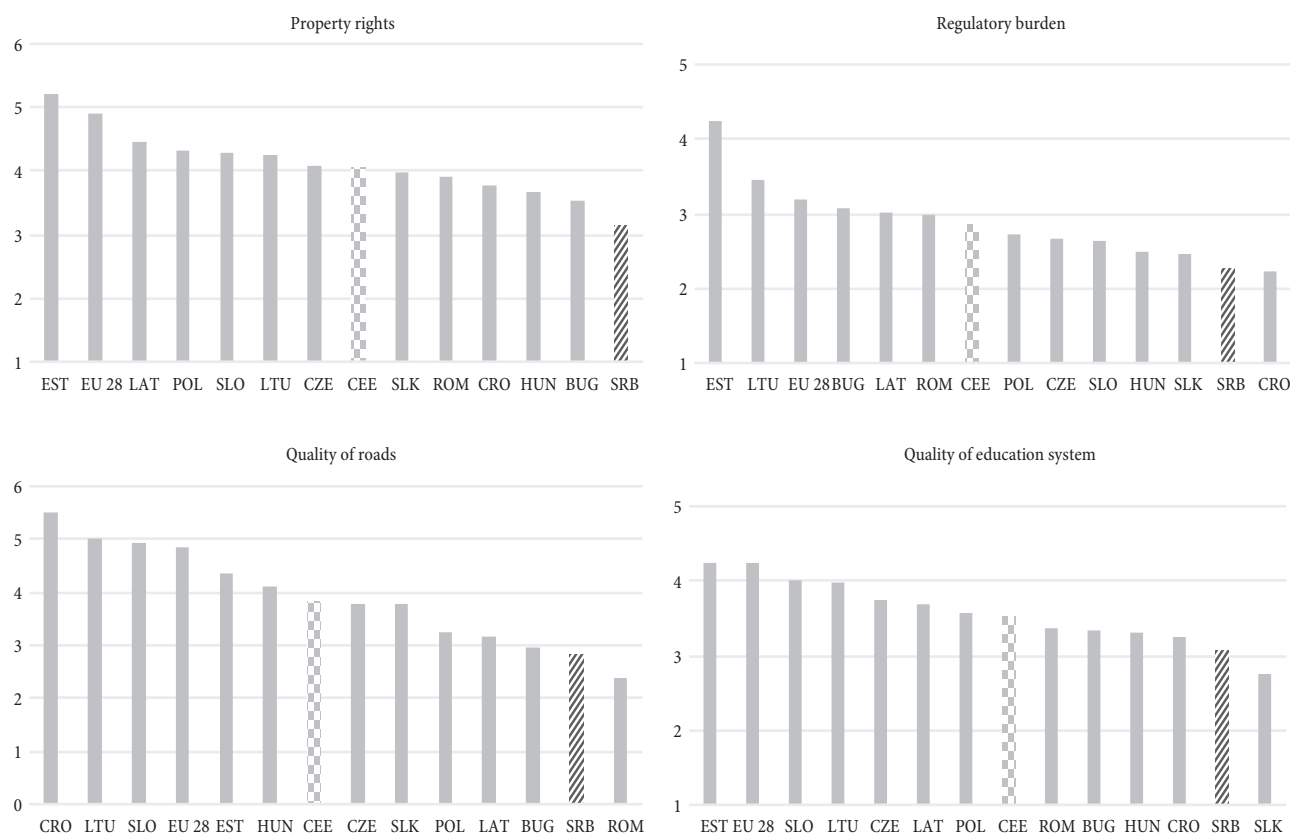 Property rights
6
5
4
3
2
1
EST EU 28 LAT POL SLO LTU CZE CEE SLK ROM CRO HUN BUG SRB
Regulatory burden
5
4
3
2
1
EST LTU EU 28 BUG LAT ROM CEE POL CZE SLO HUN SLK SRB CRO
Quality of roads
6
5
4
3
2
1
0
CRO LTU SLO EU 28 EST HUN CEE CZE SLK POL LAT BUG SRB ROM
Quality of education system
5
4
3
2
1
EST EU 28 SLO LTU CZE LAT POL CEE ROM BUG HUN CRO SRB SLK